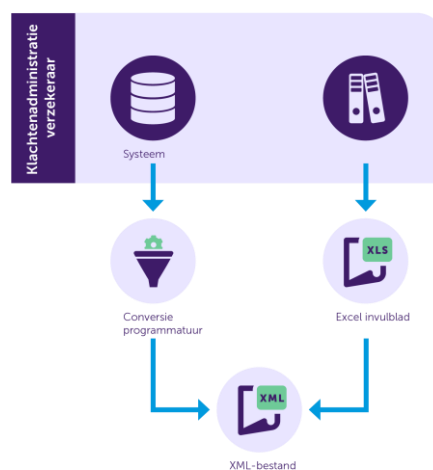 Klachtenadministratie
verzekeraar
Systeem
XLS
Conversie
programmatuur
Excel invulblad
XML
XML-bestand